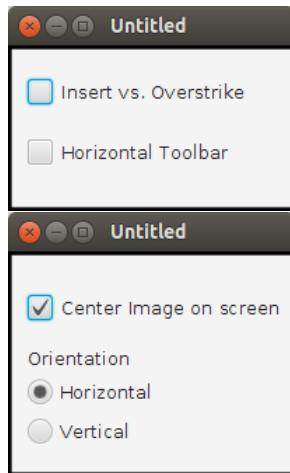 Untitled
Insert vs. Overstrike
Horizontal Toolbar
Untitled
Center Image on screen
Orientation
Horizontal
Vertical